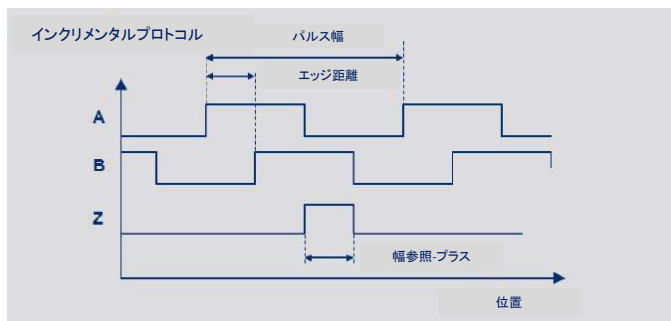 インクリメンタルプロトコル
パルス幅
エッジ距離
A
B
Z
幅参照-プラス
位置